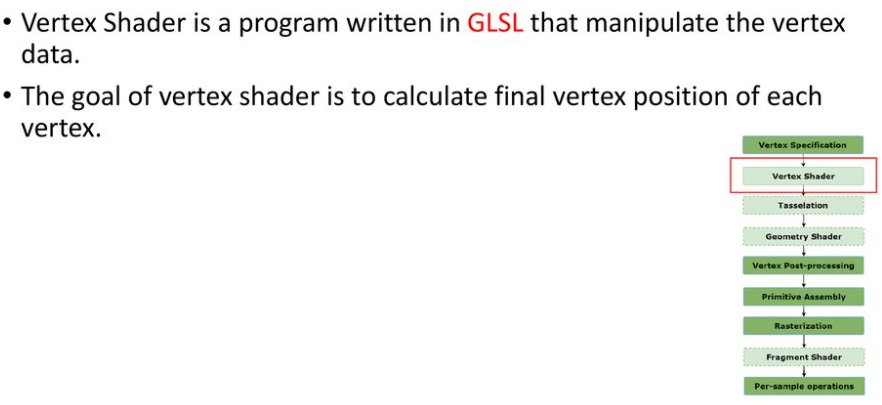 • Vertex Shader is a program written in GLSL that manipulate the vertex
data.
• The goal of vertex shader is to calculate final vertex position of each
vertex.
Vertex Specification
Vertex Shader
Tasselation
Geometry Shader
Vertex Post-processing
Primitive Assembly
Rasterization
Fragment Shader
Per-sample operations